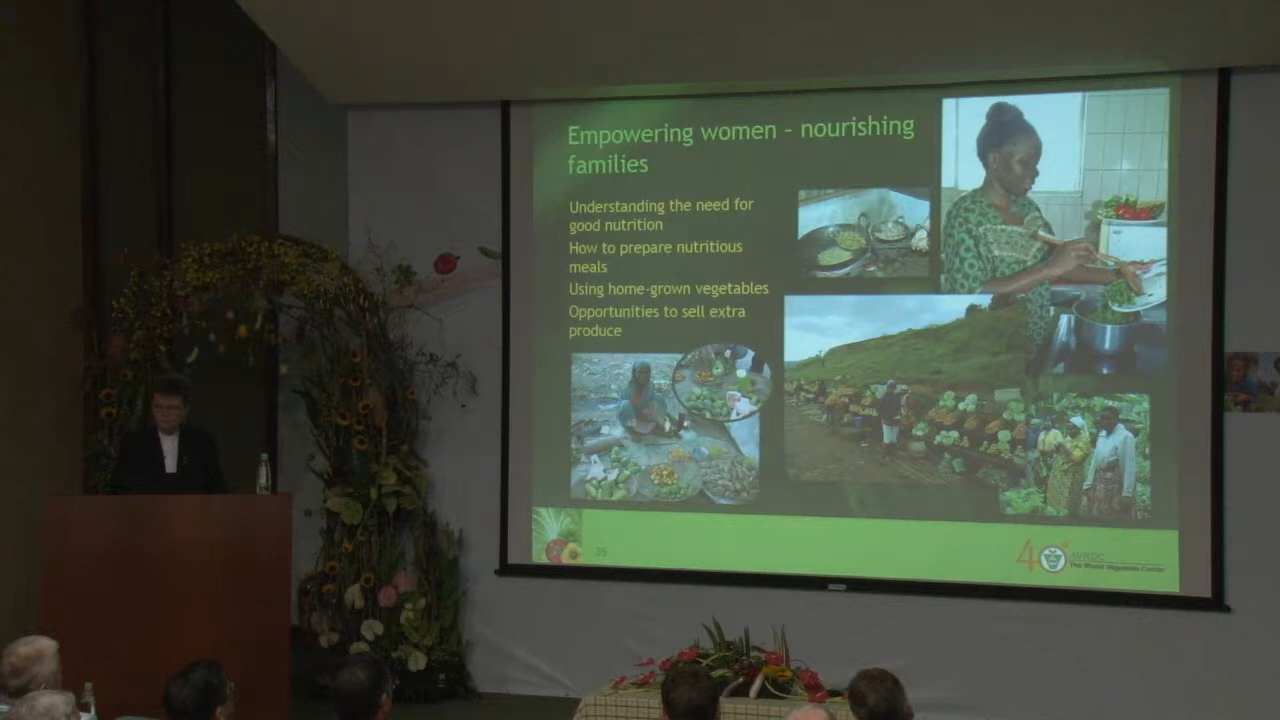 Empowering women – nourishing
families
Understanding the need for
good nutrition
How to prepare nutritious
meals
Using home-grown vegetables
Opportunities to sell extra
produce
35
40
AVRDC
The World Vegetable Center